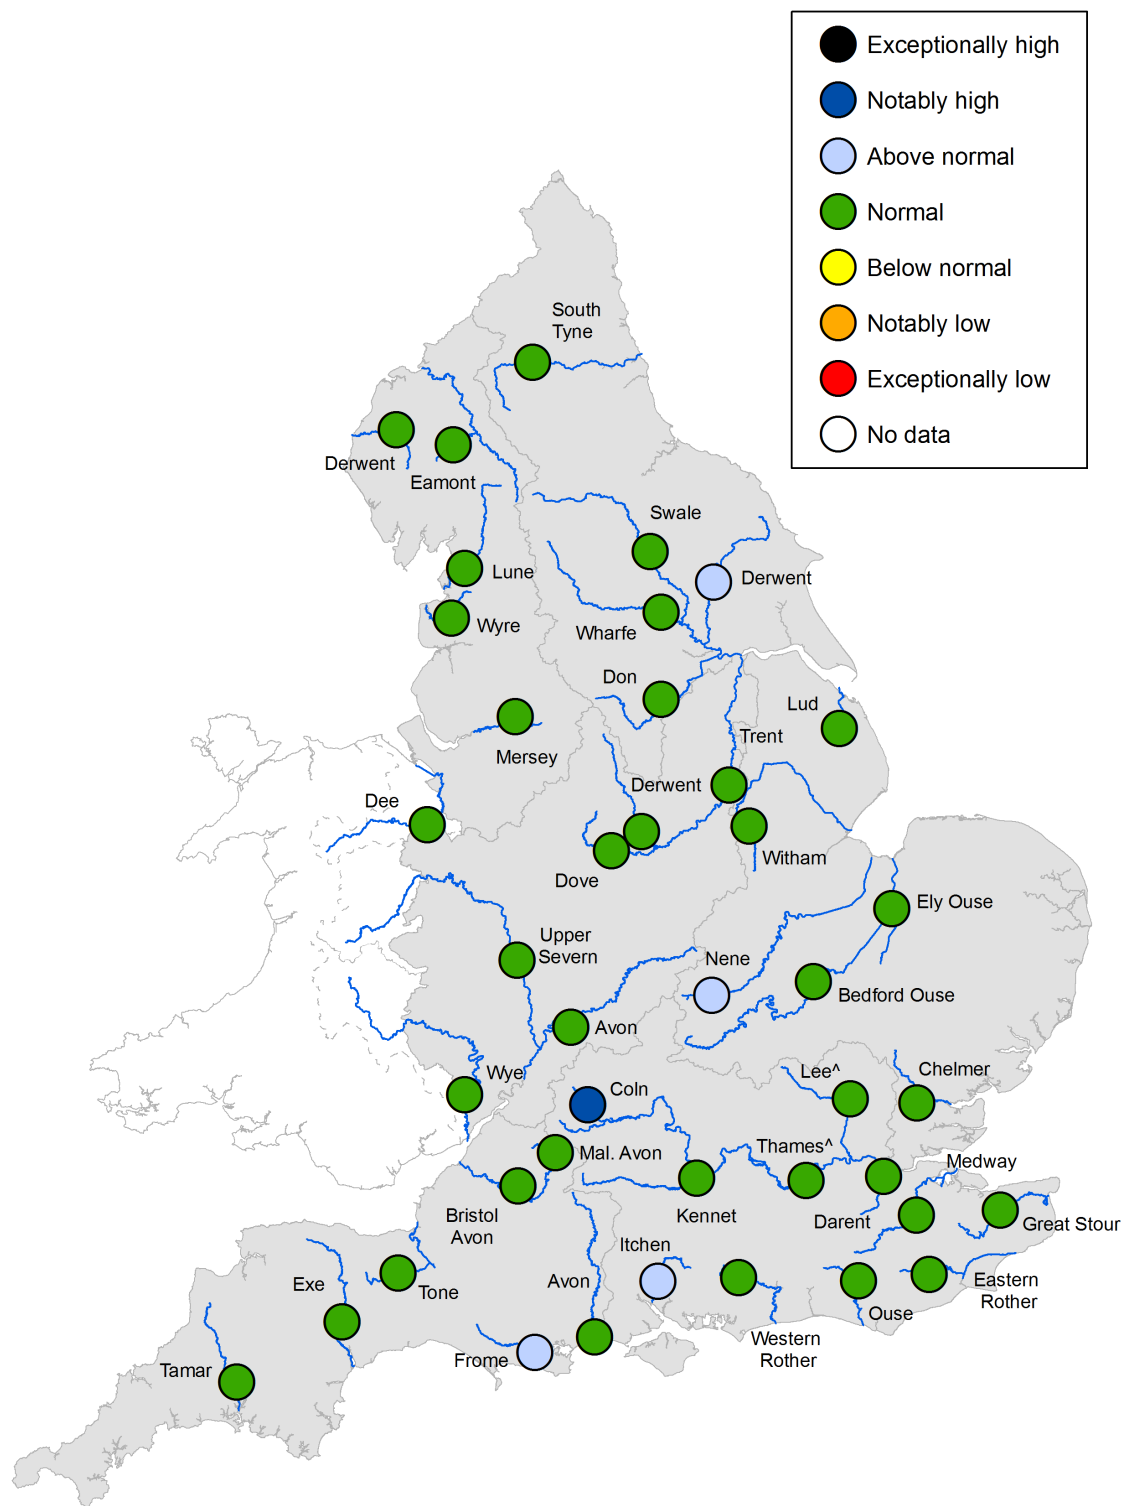 Exceptionally high
Notably high
Above normal
Normal
Below normal
Notably low
Exceptionally low
No data
South
Tyne
Derwent
Eamont
Swale
Lune
Derwent
Wyre
Wharfe
Don
Lud
Trent
Mersey
Derwent
Dee
Witham
Dove
Ely Ouse
Upper
Severn
Nene
Bedford Ouse
Avon
Wye
Coln
Lee^
Chelmer
Mal. Avon
Thames^
Medway
Bristol
Avon
Kennet
Darent
Great Stour
Itchen
Exe
Tone
Avon
Eastern
Rother
Ouse
Western
Rother
Frome
Tamar